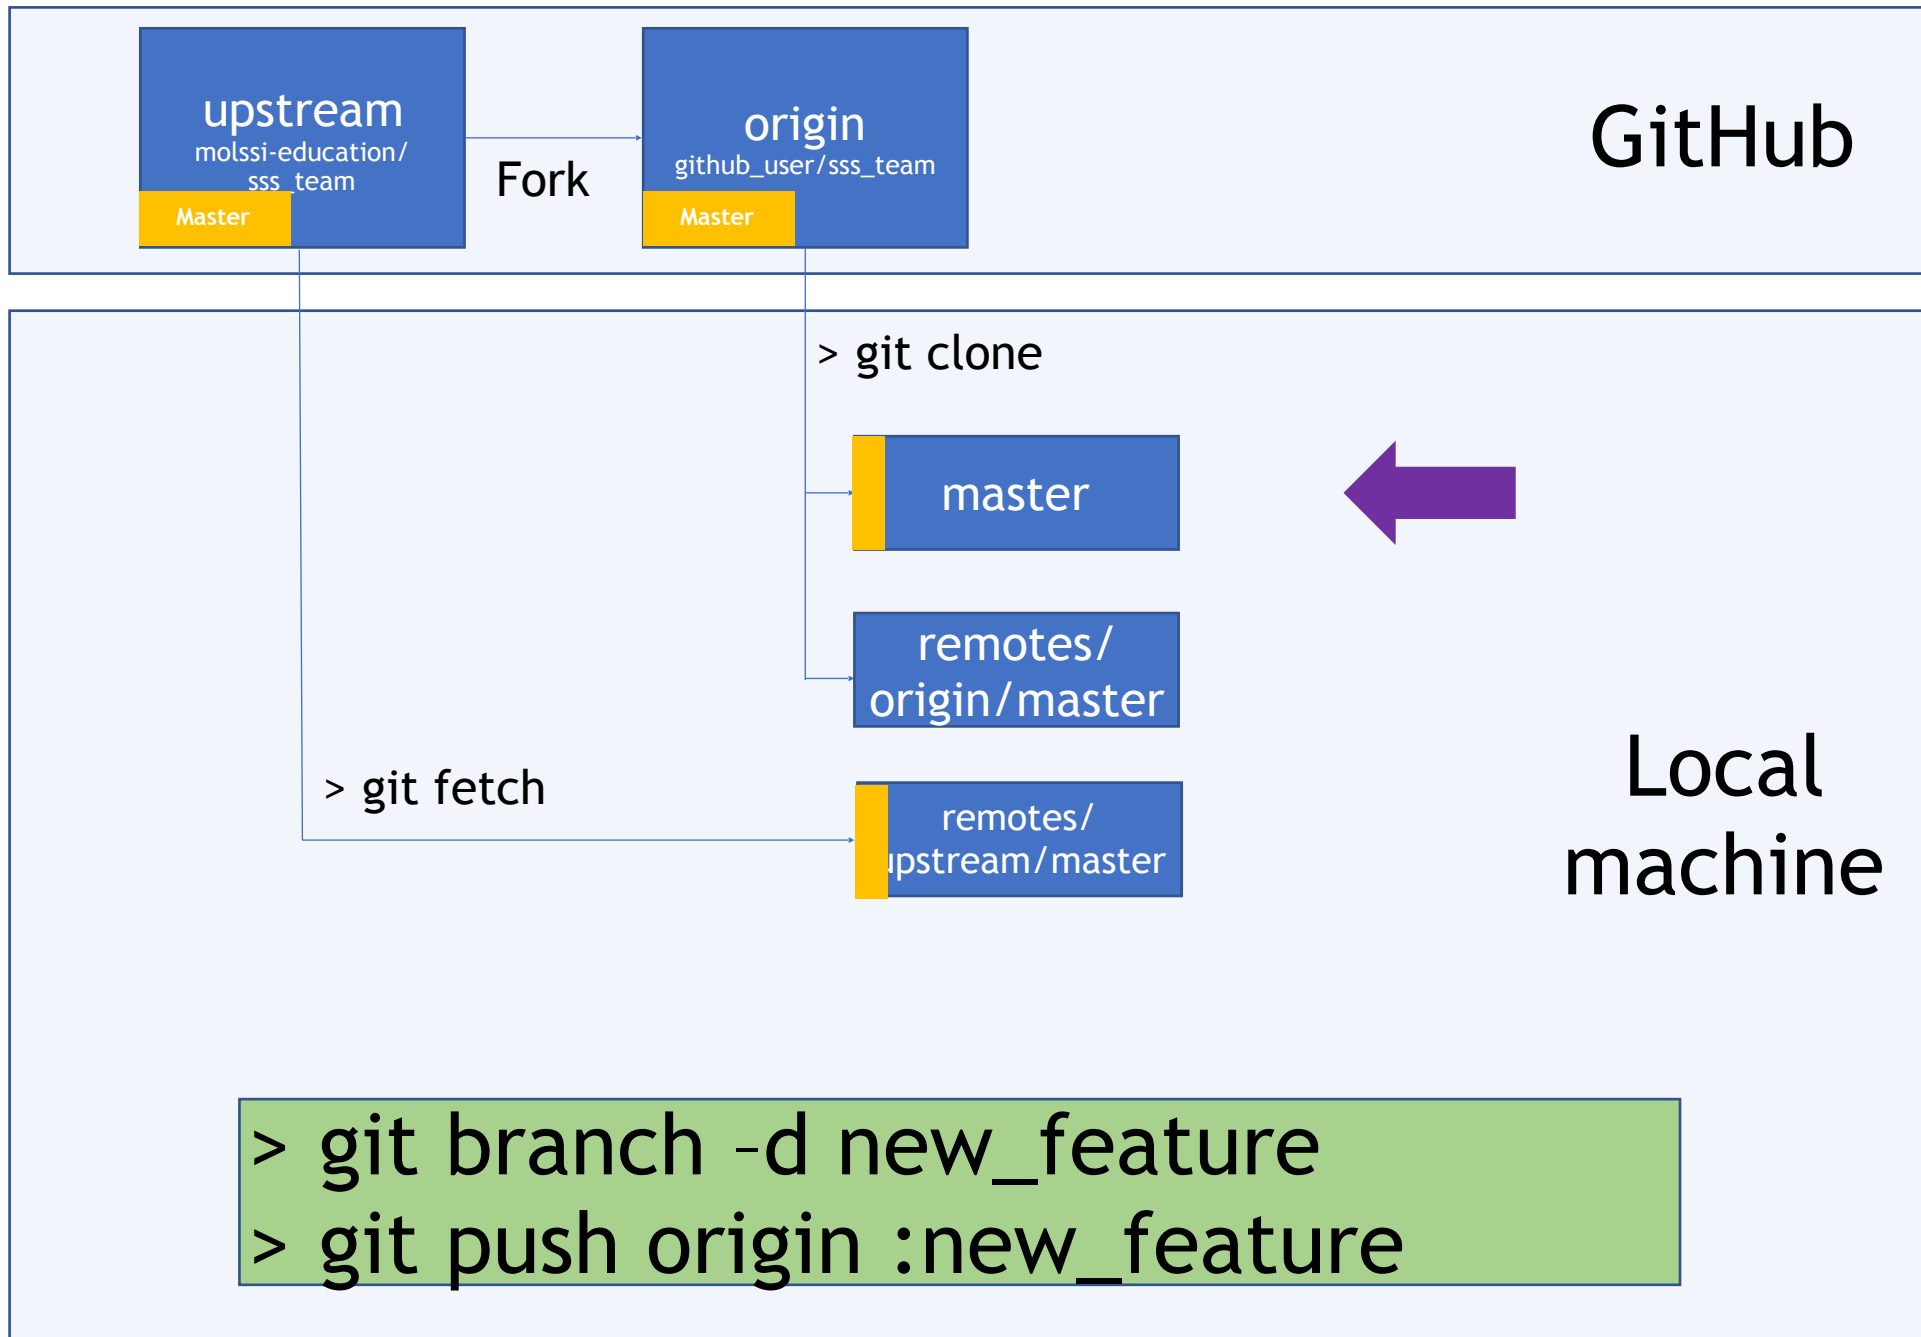 upstream
molssi-education/
sss_team
Master
Fork
origin
github_user/sss_team
Master
GitHub
> git clone
master
remotes/
origin/master
> git fetch
remotes/
upstream/master
Local
machine
> git branch –d new_feature
> git push origin :new_feature